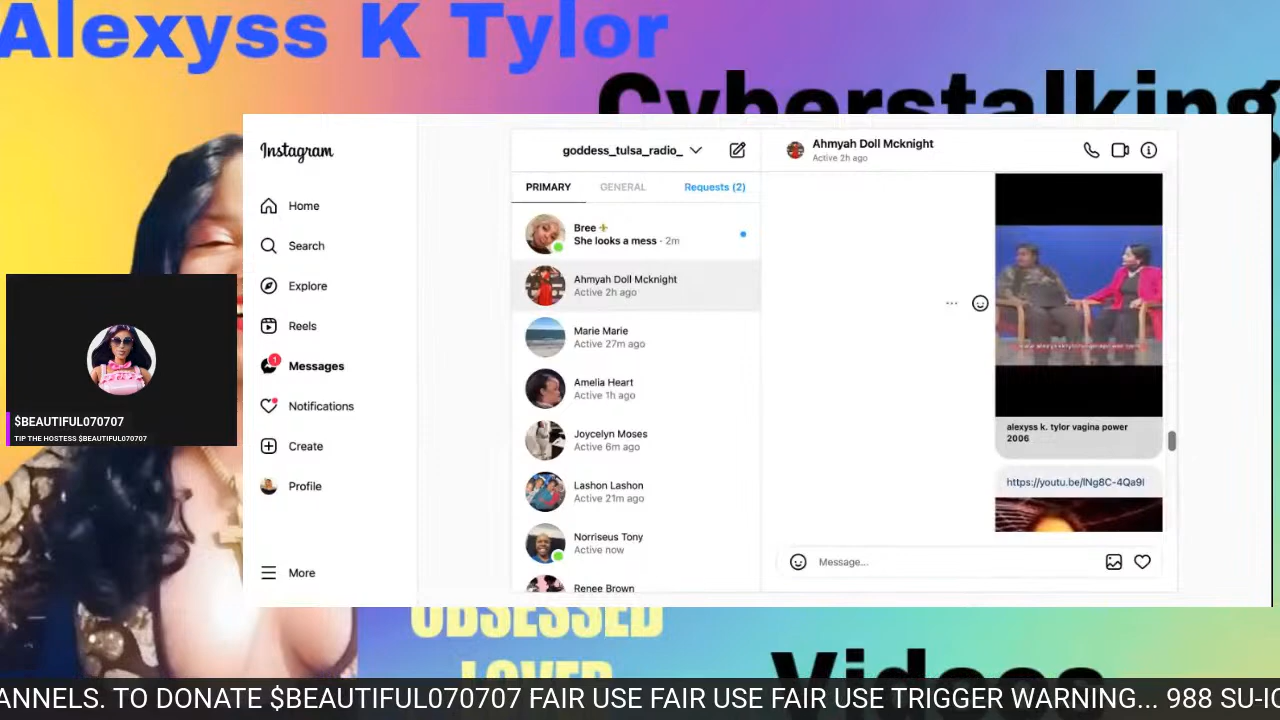 Alexyss K Tylor
Cyberstalking
Instagram
Home
Search
Explore
Reels
1
Messages
Notifications
Create
Profile
More
goddess_tulsa_radio_
PRIMARY
GENERAL
Requests (2)
Bree
She looks a mess · 2m
Ahmyah Doll Mcknight
Active 2h ago
Marie Marie
Active 27m ago
Amelia Heart
Active 1h ago
Joycelyn Moses
Active 6m ago
Lashon Lashon
Active 21m ago
Norriseus Tony
Active now
Renee Brown
Ahmyah Doll Mcknight
Active 2h ago
alexyss k. tylor vagina power
2006
https://youtu.be/lNg8C-4Qa9I
Message...
$BEAUTIFUL070707
TIP THE HOSTESS $BEAUTIFUL070707
OBSESSED
LOVER
Videos
ANNELS. TO DONATE $BEAUTIFUL070707 FAIR USE FAIR USE FAIR USE TRIGGER WARNING... 988 SU-IC